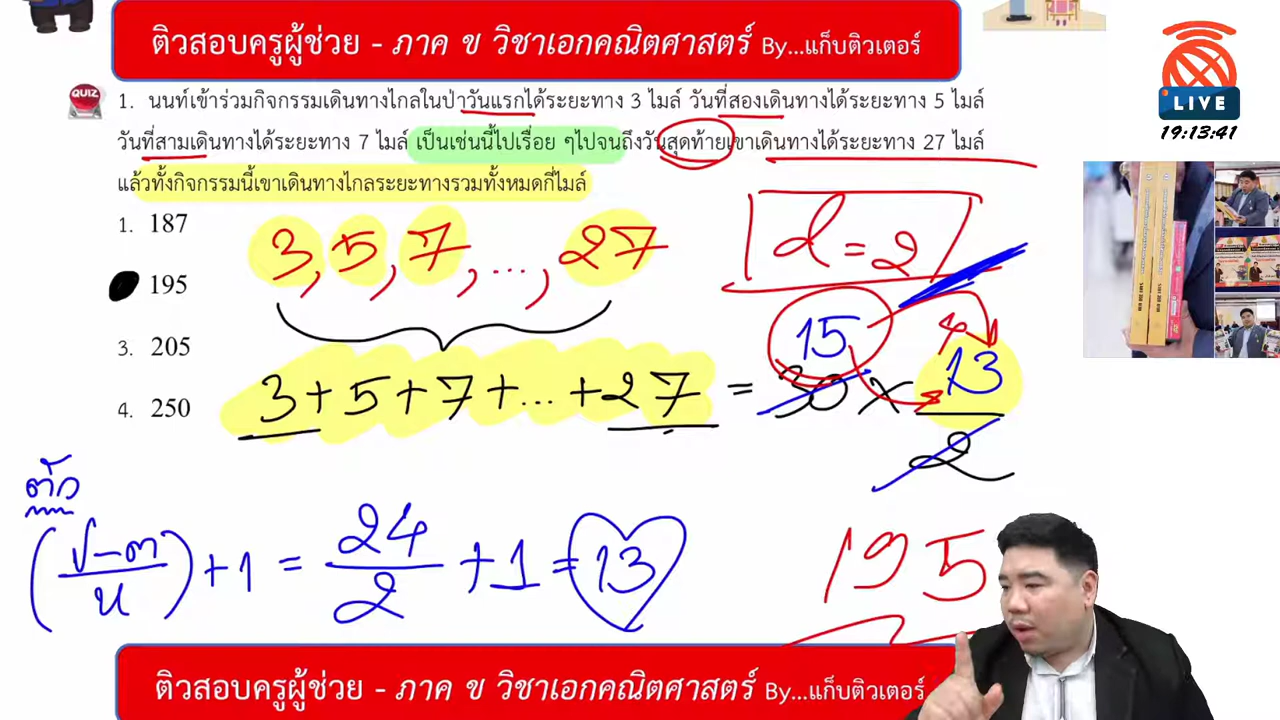 ติวสอบครูผู้ช่วย - ภาค ข วิชาเอกคณิตศาสตร์ By...แก็บติวเตอร์
LIVE
19:13:41
QUIZ
1. นนท์เข้าร่วมกิจกรรมเดินทางไกลในป่าวันแรกได้ระยะทาง 3 ไมล์ วันที่สองเดินทางได้ระยะทาง 5 ไมล์
วันที่สามเดินทางได้ระยะทาง 7 ไมล์ เป็นเช่นนี้ไปเรื่อย ๆไปจนถึงวันสุดท้ายเขาเดินทางได้ระยะทาง 27 ไมล์
แล้วทั้งกิจกรรมนี้เขาเดินทางไกลระยะทางรวมทั้งหมดกี่ไมล์
1. 187
195
3. 205
4. 250
3, 5, 7, ..., 27
d = 2
15
3+5+7+...+27 = 30 × 13
2
ตัว
(ป-ต
น) +1 = 24
2 +1 = 13
195
ติวสอบครูผู้ช่วย - ภาค ข วิชาเอกคณิตศาสตร์ By...แก็บติวเตอร์